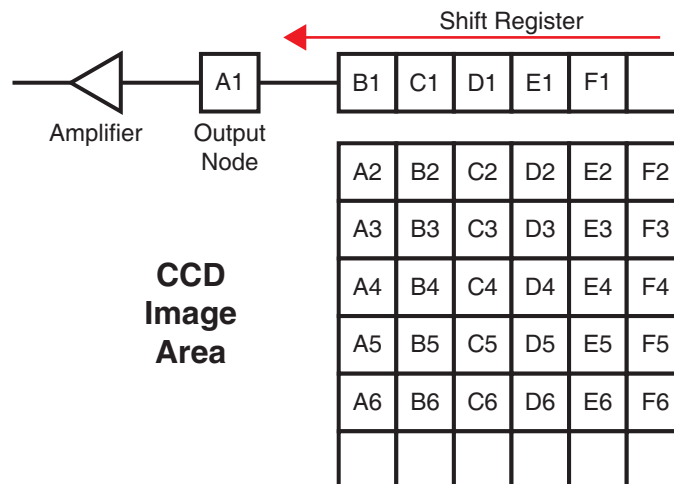 Shift Register
A1 B1 C1 D1 E1 F1
Amplifier
Output
Node
A2 B2 C2 D2 E2 F2
A3 B3 C3 D3 E3 F3
A4 B4 C4 D4 E4 F4
A5 B5 C5 D5 E5 F5
A6 B6 C6 D6 E6 F6
CCD
Image
Area